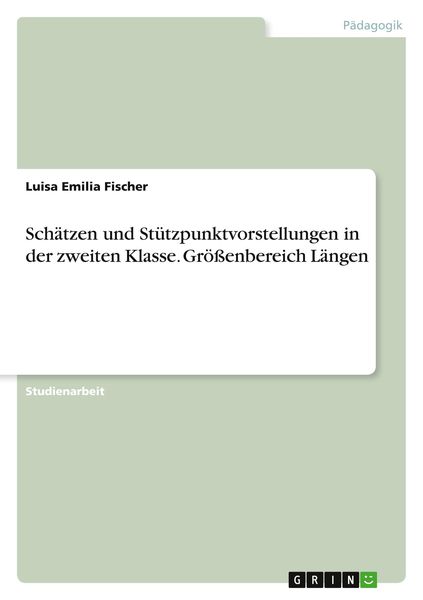 Pädagogik
Luisa Emilia Fischer
Schätzen und Stützpunktvorstellungen in
der zweiten Klasse. Größenbereich Längen
Studienarbeit
GRIN